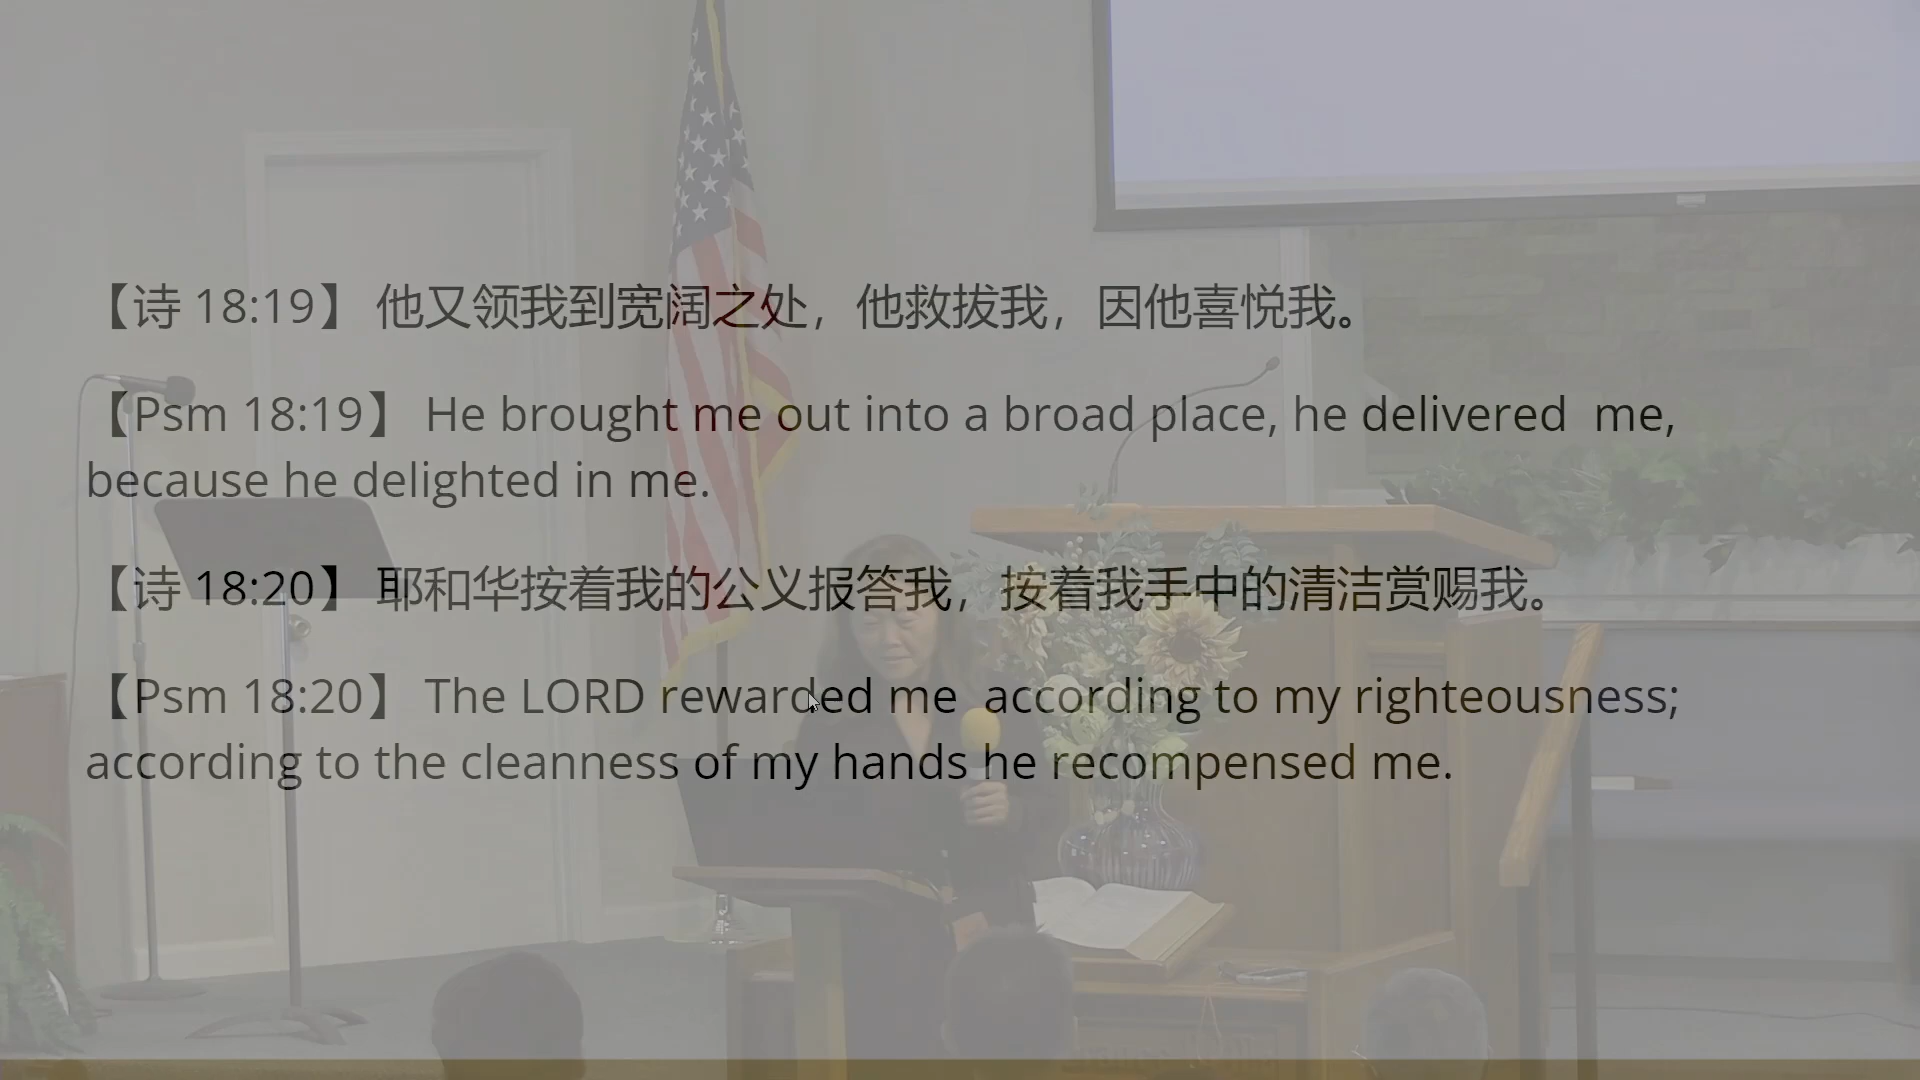 【诗 18:19】 他又领我到宽阔之处，他救拔我，因他喜悦我。
【Psm 18:19】 He brought me out into a broad place, he delivered  me,
because he delighted in me.
【诗 18:20】 耶和华按着我的公义报答我，按着我手中的清洁赏赐我。
【Psm 18:20】 The LORD rewarded me  according to my righteousness;
according to the cleanness of my hands he recompensed me.